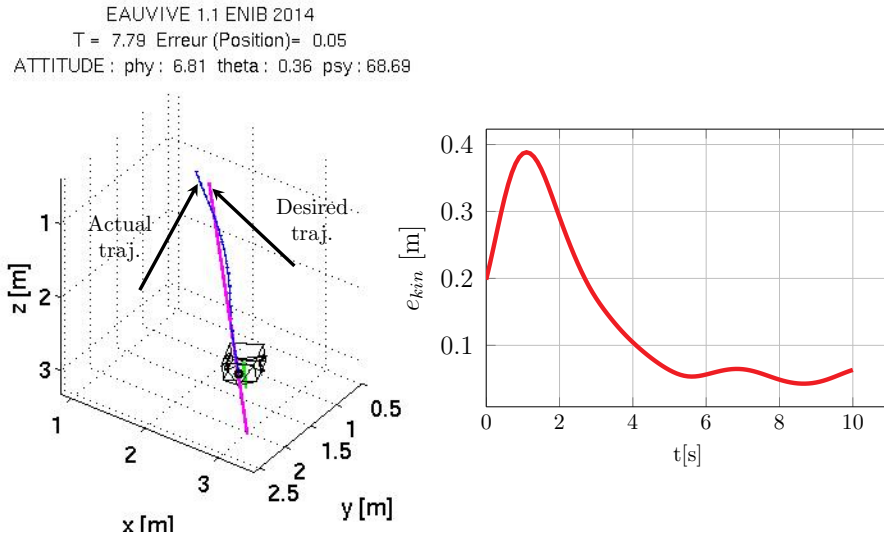 EAUVIVE 1.1 ENIB 2014
T = 7.79 Erreur (Position)= 0.05
ATTITUDE : phy : 6.81 theta : 0.36 psy : 68.69
Actual
traj.
Desired
traj.
z [m]
1
2
3
1
2
3
x [m]
0.5
1
1.5
2
2.5
y [m]
e_kin [m]
0.4
0.3
0.2
0.1
0
2
4
6
8
10
t[s]